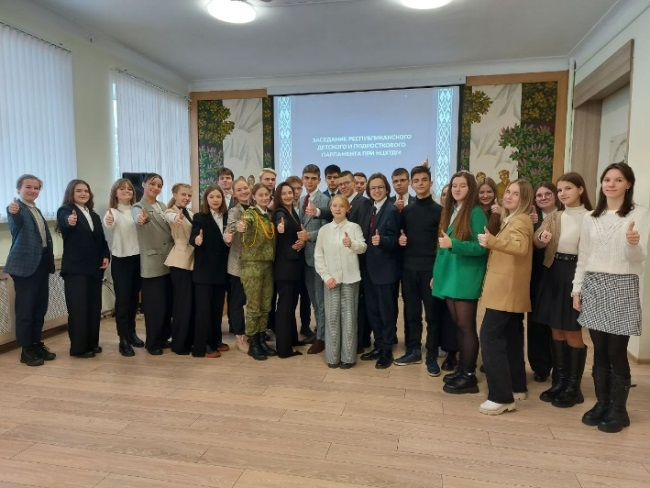 ЗАСЕДАНИЕ РЕСПУБЛИКАНСКОГО
ДЕТСКОГО И ПОДРОСТКОВОГО
ПАРЛАМЕНТА ПРИ НЦХТДМ